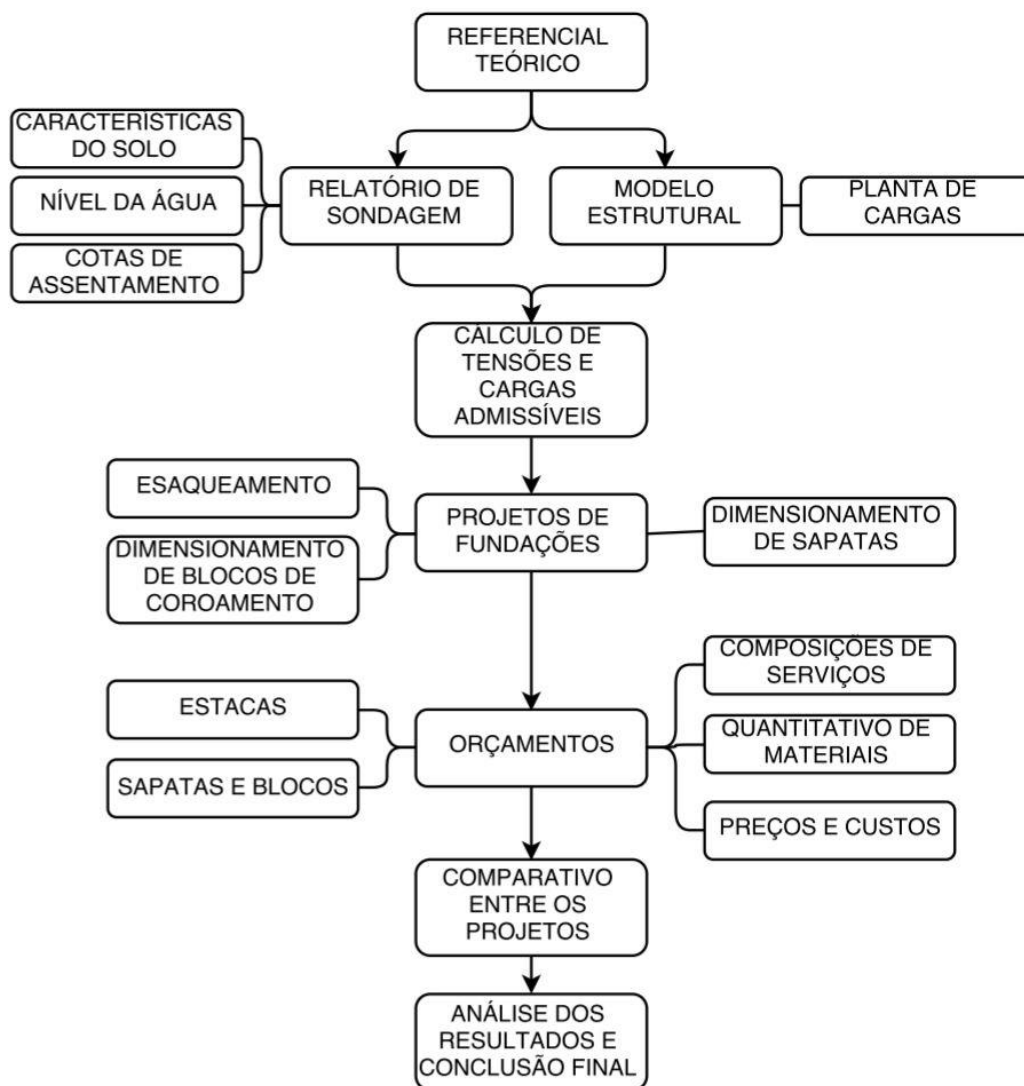 REFERENCIAL
TEÓRICO
CARACTERÍSTICAS
DO SOLO
NÍVEL DA ÁGUA
COTAS DE
ASSENTAMENTO
RELATÓRIO DE
SONDAGEM
MODELO
ESTRUTURAL
PLANTA DE
CARGAS
CÁLCULO DE
TENSÕES E
CARGAS
ADMISSÍVEIS
ESAQUEAMENTO
DIMENSIONAMENTO
DE BLOCOS DE
COROAMENTO
PROJETOS DE
FUNDAÇÕES
DIMENSIONAMENTO
DE SAPATAS
ESTACAS
SAPATAS E BLOCOS
ORÇAMENTOS
COMPOSIÇÕES DE
SERVIÇOS
QUANTITATIVO DE
MATERIAIS
PREÇOS E CUSTOS
COMPARATIVO
ENTRE OS
PROJETOS
ANÁLISE DOS
RESULTADOS E
CONCLUSÃO FINAL